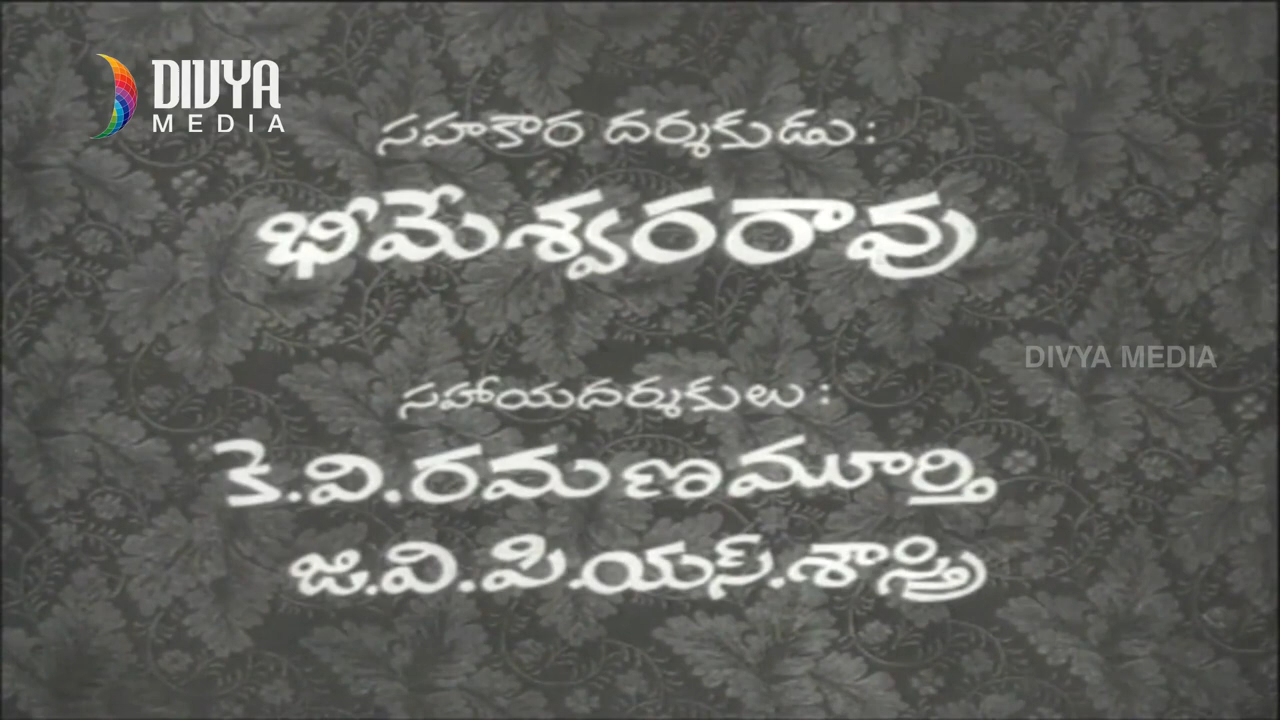 DIVYA
MEDIA
సహకార దర్శకుడు:
భీమేశ్వరరావు
DIVYA MEDIA
సహాయదర్శకులు:
కె.వి.రమణమూర్తి
జి.వి.పి.యస్.శాస్త్రి